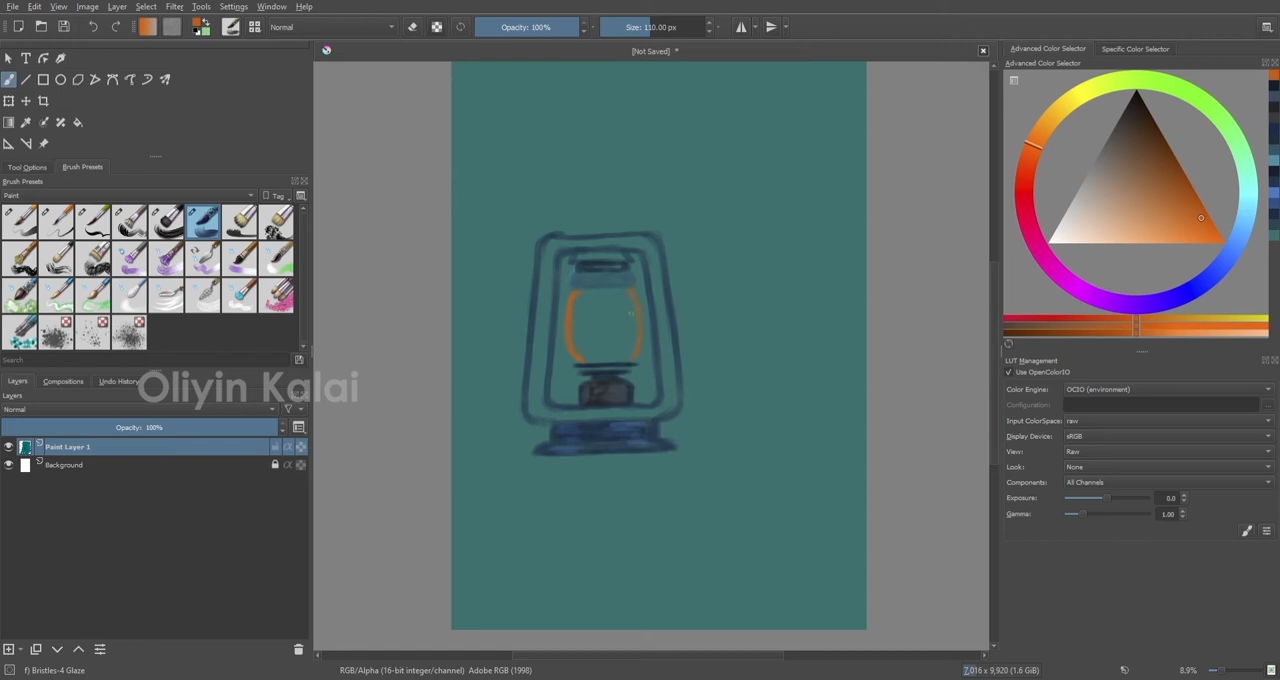 File Edit View Image Layer Select Filter Tools Settings Window Help
Normal Opacity: 100% Size: 110.00 px
[Not Saved] *
Advanced Color Selector Specific Color Selector
Advanced Color Selector
Tool Options Brush Presets
Brush Presets
Paint Tag
Search
Layers Compositions Undo History
Oliyin Kalai
Layers
Normal
Opacity: 100%
Paint Layer 1
Background
LUT Management
Use OpenColorIO
Color Engine: OCIO (environment)
Configuration: ...
Input ColorSpace: raw
Display Device: sRGB
View: Raw
Look: None
Components: All Channels
Exposure: 0.0
Gamma: 1.00
f) Bristles-4 Glaze
RGB/Alpha (16-bit integer/channel) Adobe RGB (1998)
7,016 x 9,920 (1.6 GiB)
8.9%